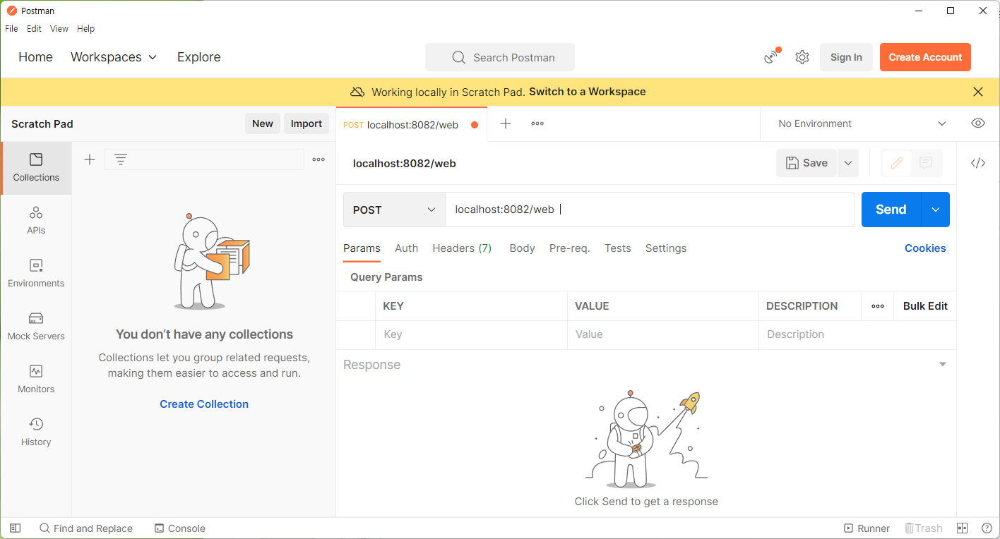 Postman
File Edit View Help
Home Workspaces Explore Search Postman Sign In Create Account
Working locally in Scratch Pad. Switch to a Workspace
Scratch Pad New Import POST localhost:8082/web No Environment
Collections
localhost:8082/web Save
APIs
POST localhost:8082/web Send
Params Auth Headers (7) Body Pre-req. Tests Settings Cookies
Environments
Query Params
KEY VALUE DESCRIPTION Bulk Edit
Key Value Description
Mock Servers
You don’t have any collections
Collections let you group related requests,
making them easier to access and run.
Create Collection
Response
Monitors
History
Click Send to get a response
Find and Replace Console Runner Trash